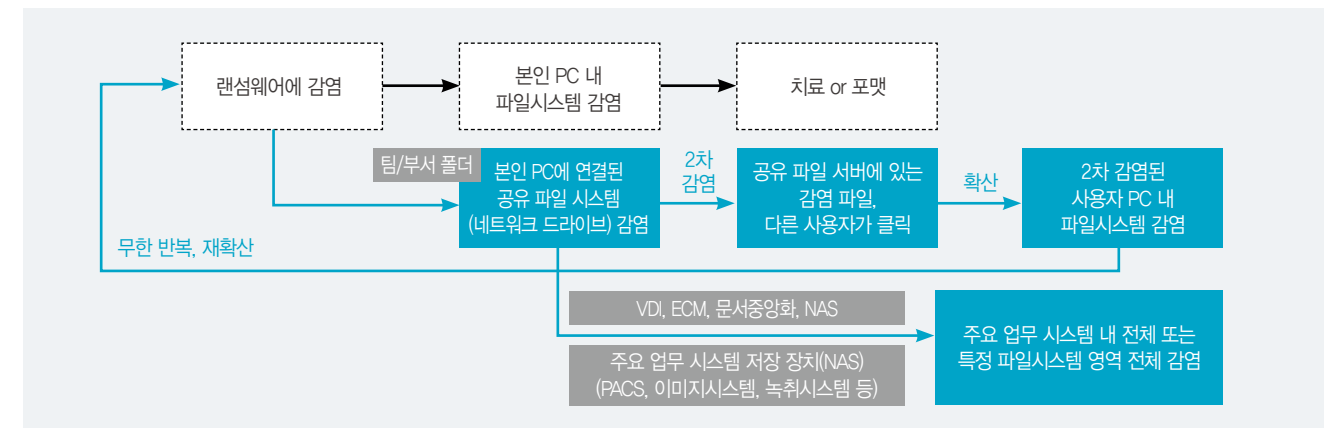 랜섬웨어에 감염
본인 PC 내
파일시스템 감염
치료 or 포맷
팀/부서 폴더
본인 PC에 연결된
공유 파일 시스템
(네트워크 드라이브) 감염
2차
감염
공유 파일 서버에 있는
감염 파일,
다른 사용자가 클릭
확산
2차 감염된
사용자 PC 내
파일시스템 감염
무한 반복, 재확산
VDI, ECM, 문서중앙화, NAS
주요 업무 시스템 저장 장치(NAS)
(PACS, 이미지시스템, 녹취시스템 등)
주요 업무 시스템 내 전체 또는
특정 파일시스템 영역 전체 감염